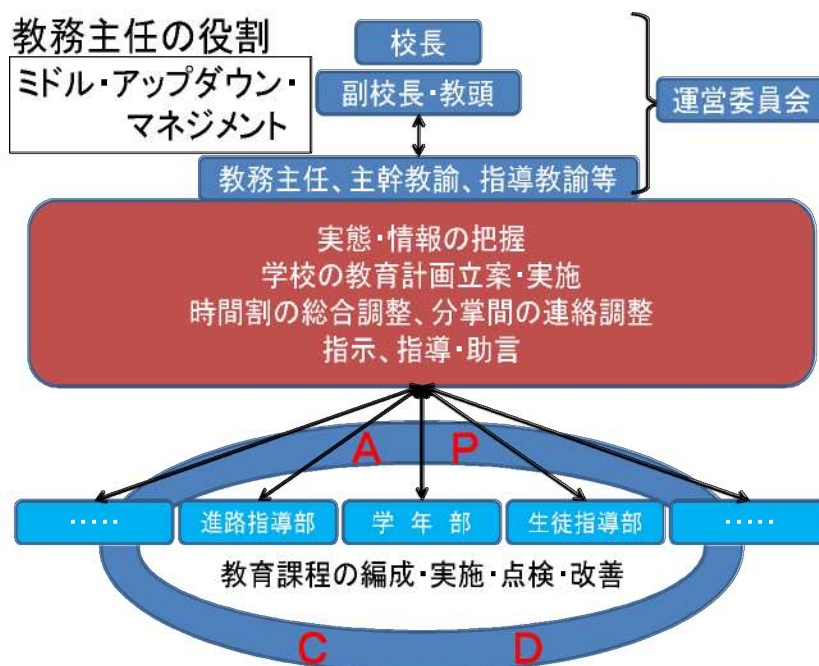 教務主任の役割
ミドル・アップダウン・
マネジメント
校長
副校長・教頭
運営委員会
教務主任、主幹教諭、指導教諭等
実態・情報の把握
学校の教育計画立案・実施
時間割の総合調整、分掌間の連絡調整
指示、指導・助言
A P
・・・・・ 進路指導部 学年部 生徒指導部 ・・・・・
教育課程の編成・実施・点検・改善
C D